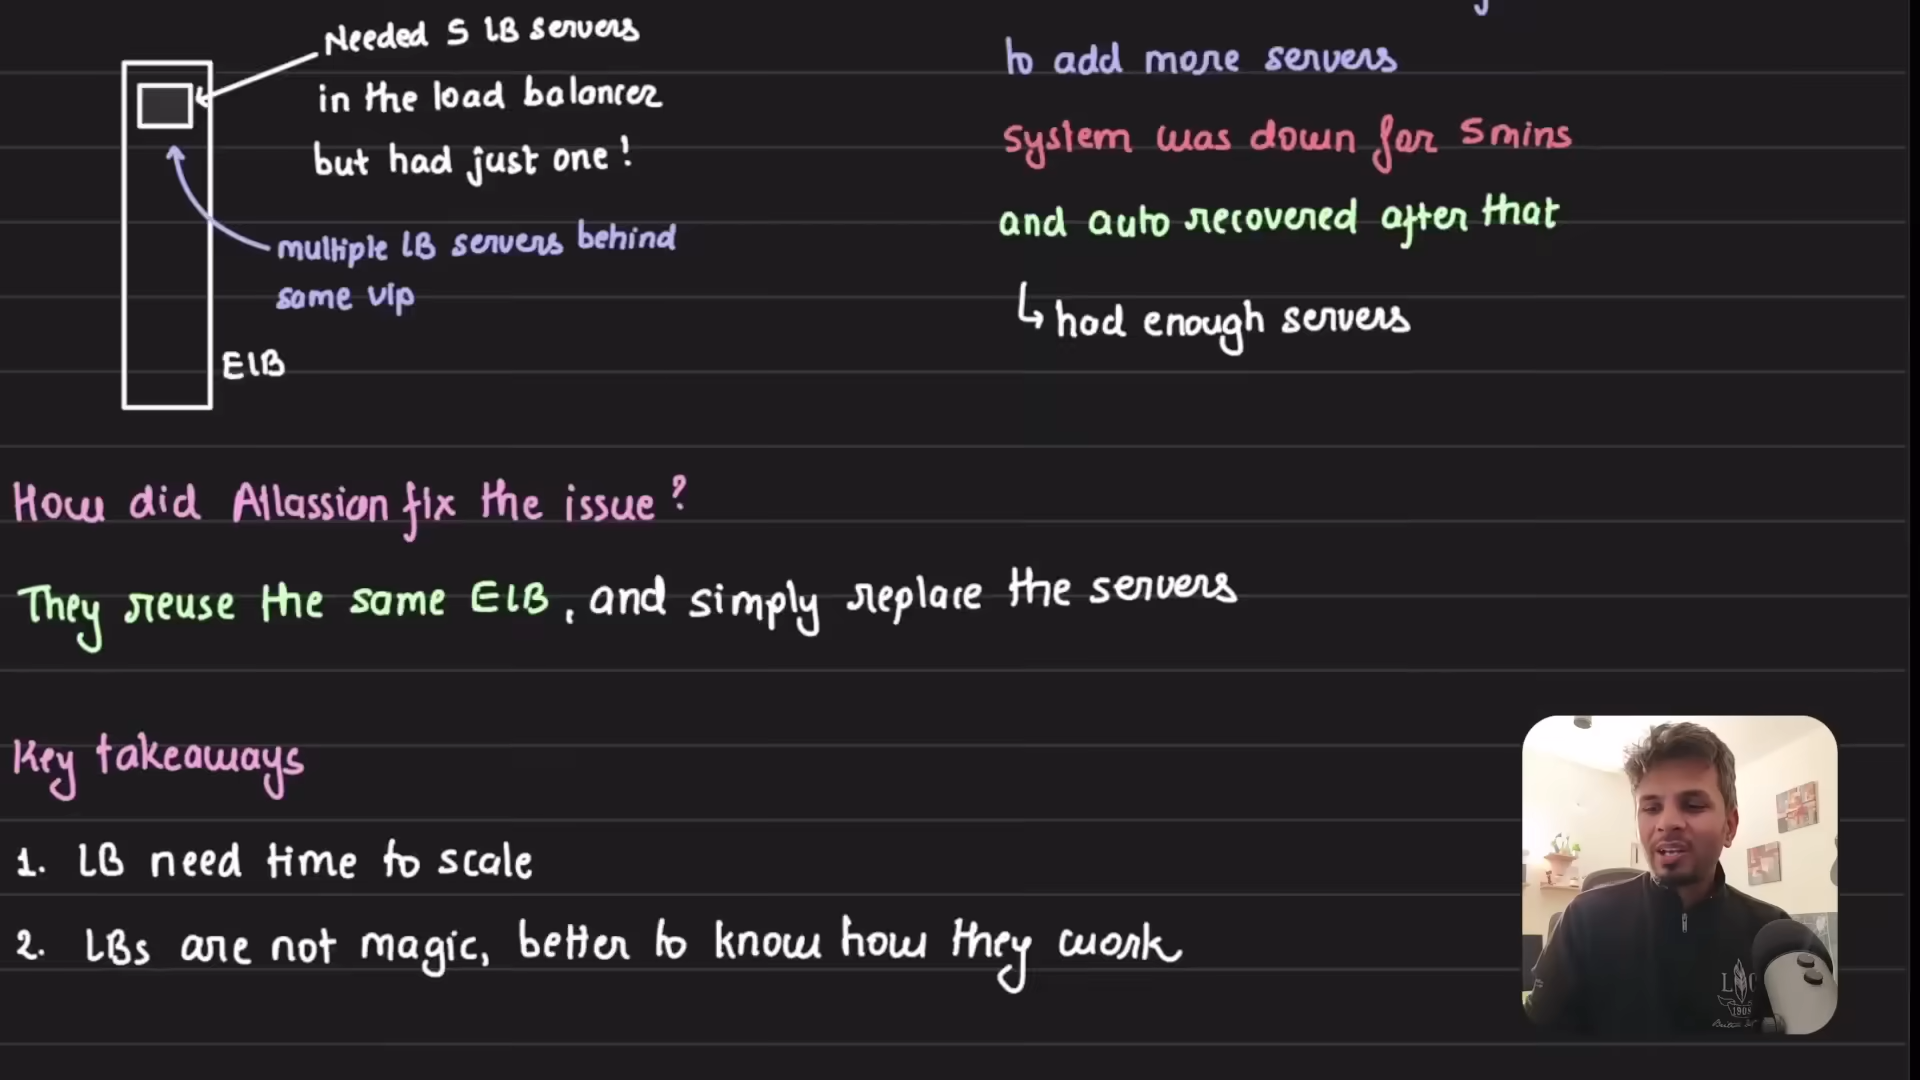 Needed 5 LB servers
in the load balancer
but had just one!
multiple LB servers behind
same vip
ELB
to add more servers
system was down for 5mins
and auto recovered after that
↳ had enough servers
How did Atlassian fix the issue?
They reuse the same ELB, and simply replace the servers
Key takeaways
1. LB need time to scale
2. LBs are not magic, better to know how they work
1908